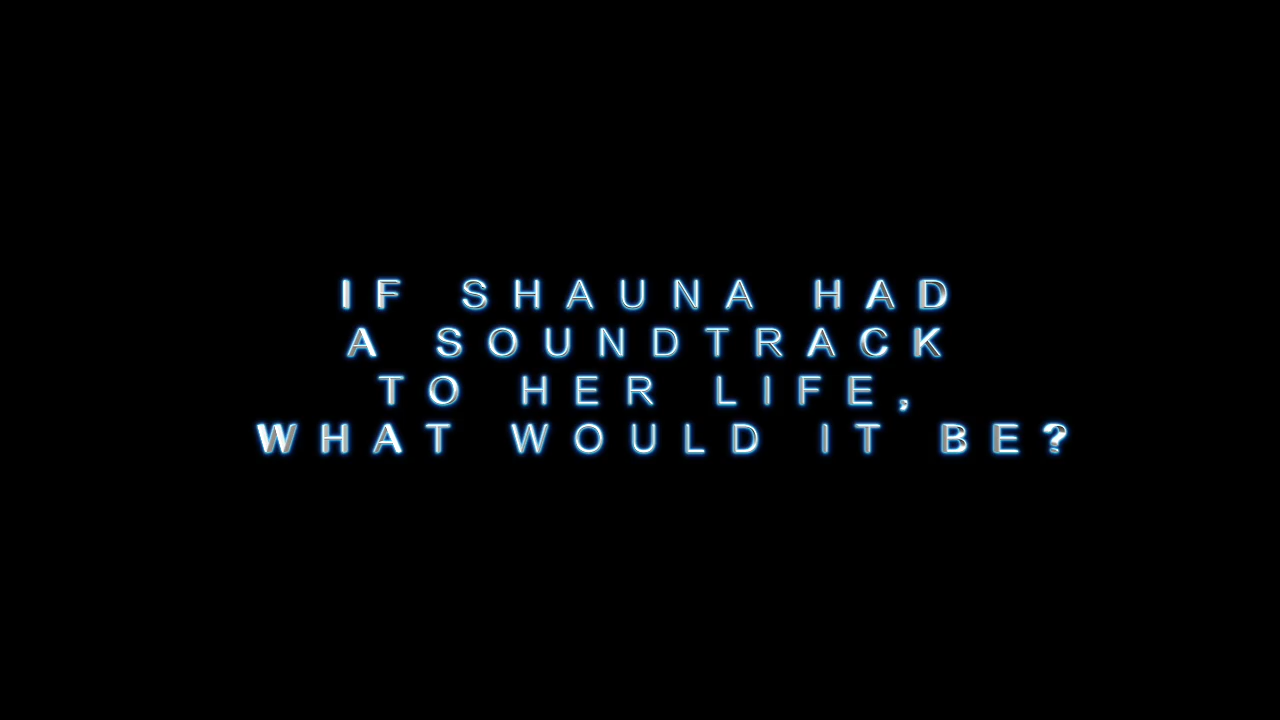 IF SHAUNA HAD
A SOUNDTRACK
TO HER LIFE,
WHAT WOULD IT BE?